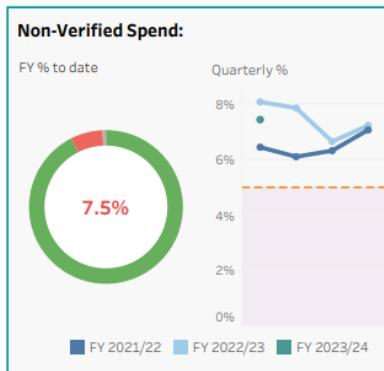 Non-Verified Spend:
FY % to date
Quarterly %
7.5%
8%
6%
4%
2%
0%
FY 2021/22 FY 2022/23 FY 2023/24